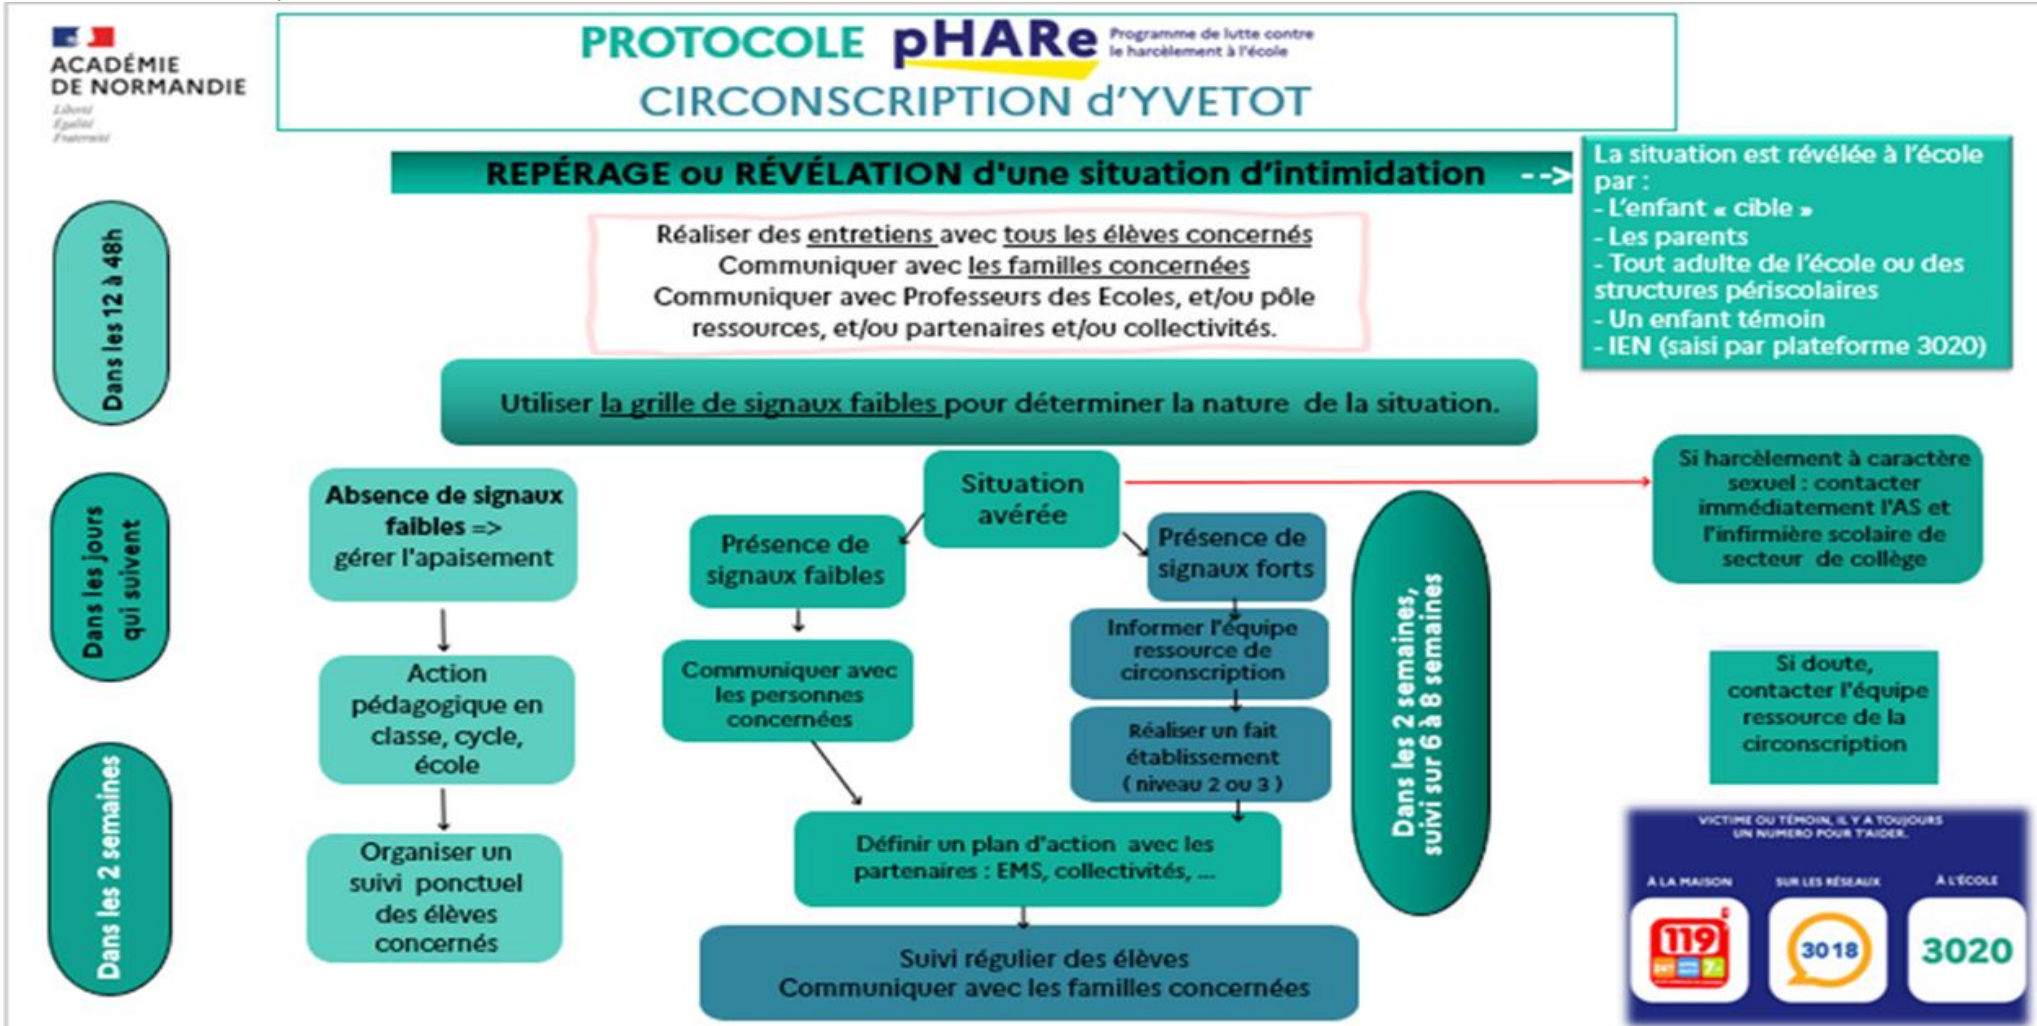 ACADÉMIE
DE NORMANDIE
Liberté
Égalité
Fraternité
PROTOCOLE pHARe Programme de lutte contre
le harcèlement à l'école
CIRCONSCRIPTION d'YVETOT
REPÉRAGE ou RÉVÉLATION d'une situation d'intimidation -->
La situation est révélée à l'école
par :
- L'enfant « cible »
- Les parents
- Tout adulte de l'école ou des
structures périscolaires
- Un enfant témoin
- IEN (saisi par plateforme 3020)
Dans les 12 à 48h
Réaliser des entretiens avec tous les élèves concernés
Communiquer avec les familles concernées
Communiquer avec Professeurs des Ecoles, et/ou pôle
ressources, et/ou partenaires et/ou collectivités.
Utiliser la grille de signaux faibles pour déterminer la nature de la situation.
Dans les jours
qui suivent
Absence de signaux
faibles =>
gérer l'apaisement
Situation
avérée
Présence de
signaux faibles
Présence de
signaux forts
Si harcèlement à caractère
sexuel : contacter
immédiatement l'AS et
l'infirmière scolaire de
secteur de collège
Communiquer avec
les personnes
concernées
Informer l'équipe
ressource de
circonscription
Réaliser un fait
établissement
( niveau 2 ou 3 )
Dans les 2 semaines,
suivi sur 6 à 8 semaines
Si doute,
contacter l'équipe
ressource de la
circonscription
Dans les 2 semaines
Action
pédagogique en
classe, cycle,
école
Organiser un
suivi ponctuel
des élèves
concernés
Définir un plan d'action avec les
partenaires : EMS, collectivités, ...
Suivi régulier des élèves
Communiquer avec les familles concernées
VICTIME OU TÉMOIN, IL Y A TOUJOURS
UN NUMERO POUR T'AIDER.
À LA MAISON
SUR LES RÉSEAUX
À L'ÉCOLE
119
3018
3020